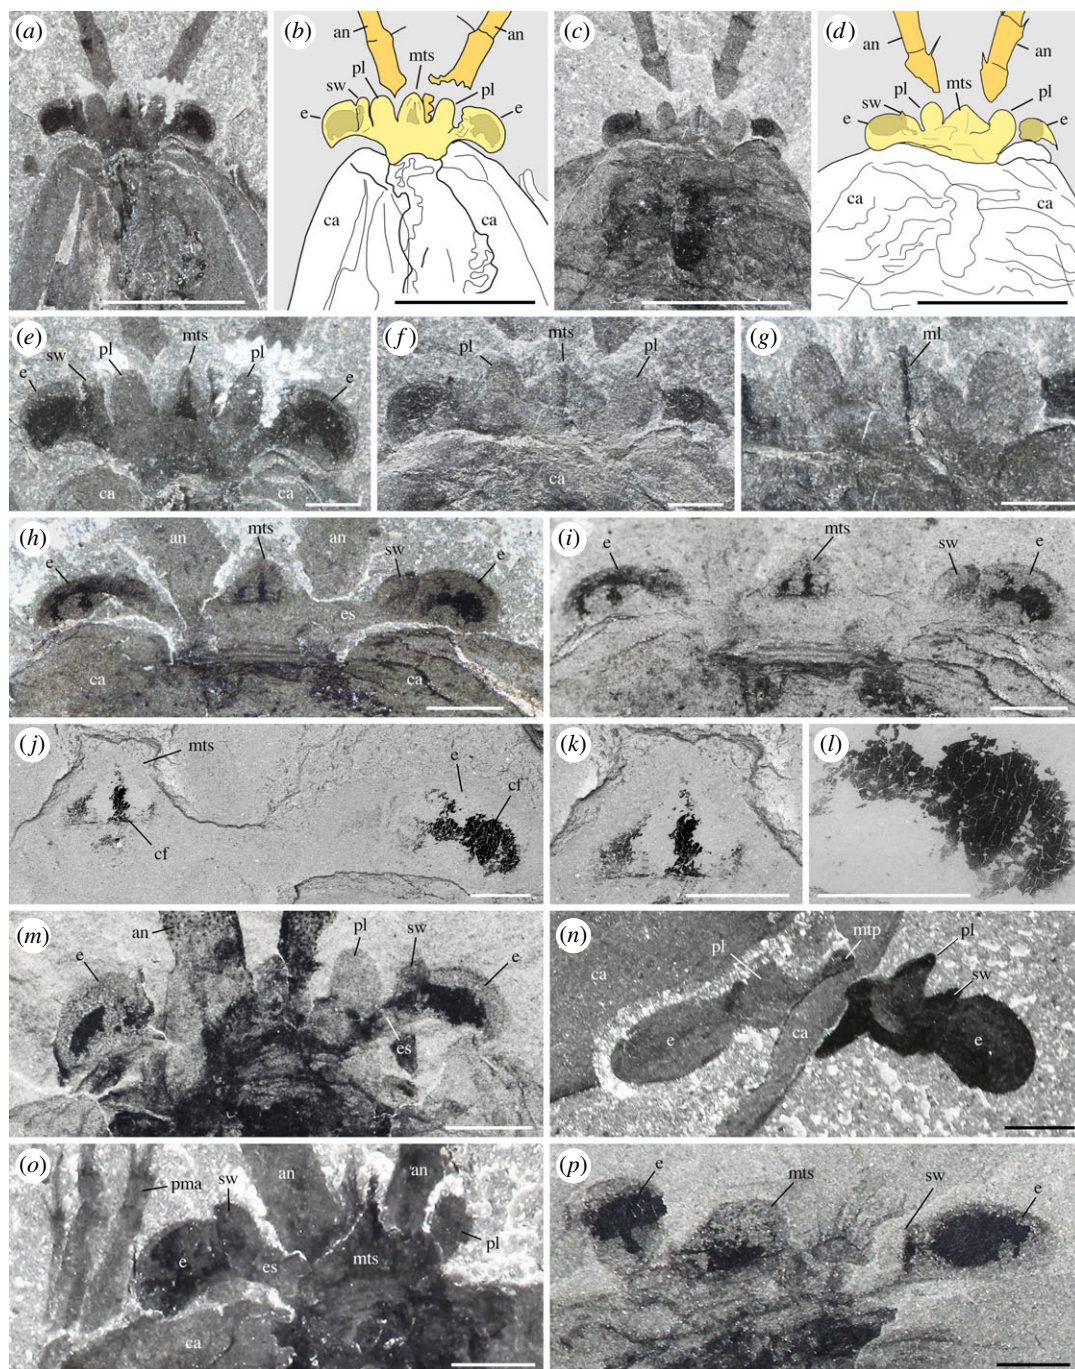 (a)
(b)
an
an
mts
pl
pl
sw
e
e
ca
ca
(c)
(d)
an
an
mts
pl
pl
sw
e
e
ca
ca
(e)
mts
pl
pl
sw
e
e
ca
ca
(f)
mts
pl
pl
ca
(g)
ml
(h)
mts
an
an
sw
e
e
es
ca
ca
(i)
mts
e
sw
e
(j)
mts
e
cf
cf
(k)
(l)
(m)
an
pl
sw
e
e
es
(n)
mtp
pl
pl
ca
sw
e
ca
e
(o)
pma
sw
an
an
e
es
mts
pl
ca
(p)
e
mts
sw
e